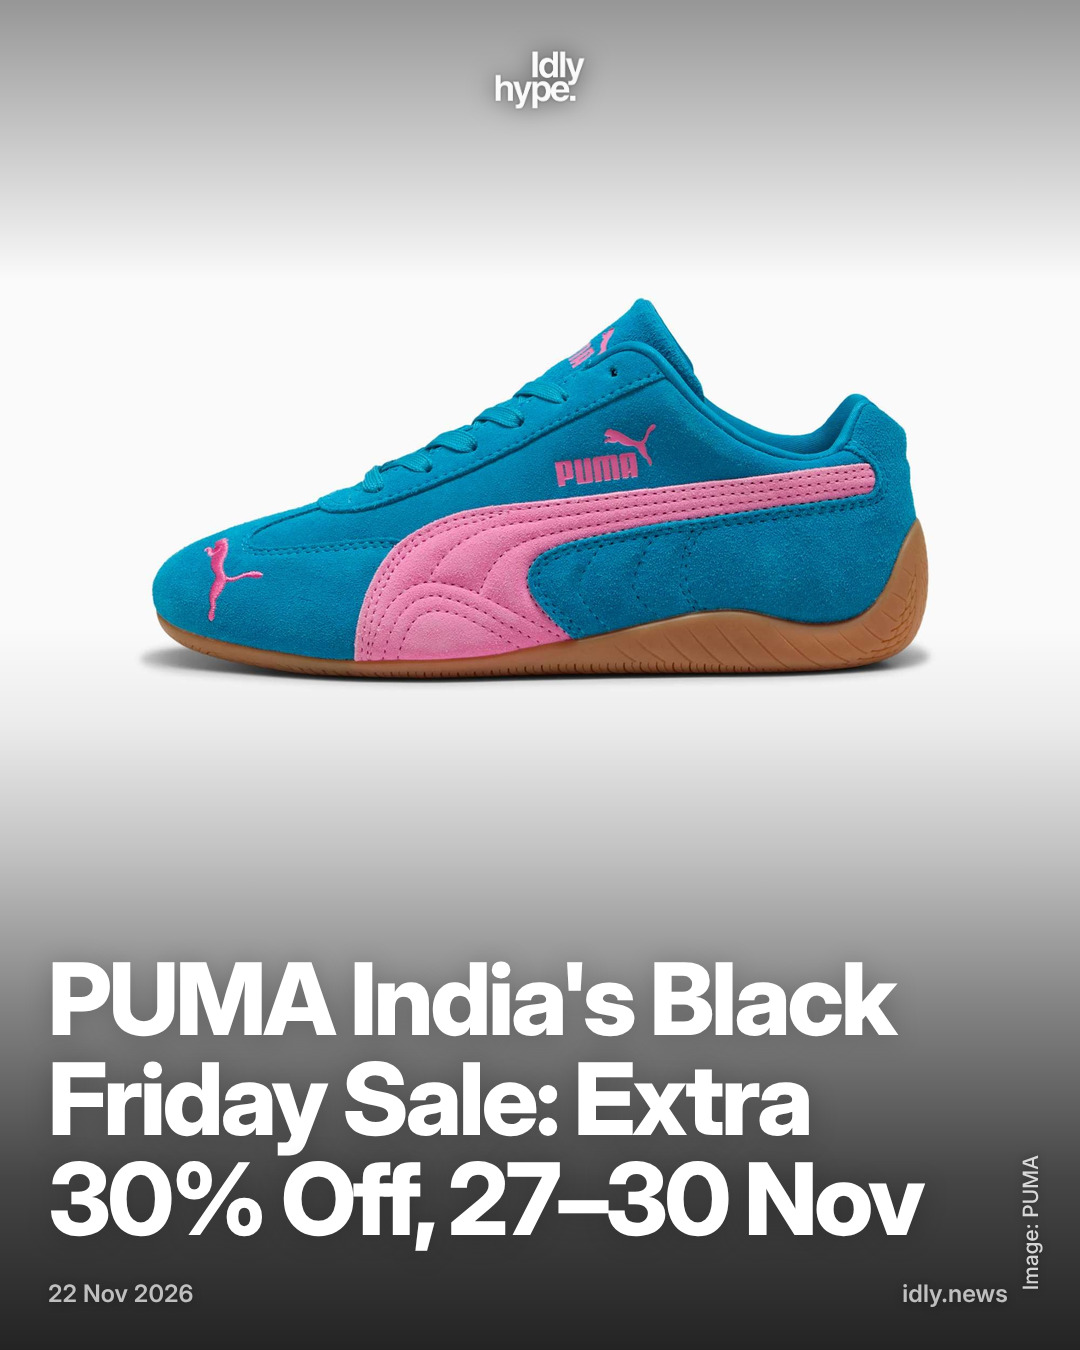 Idly
hype.
PUMA
PUMA India's Black
Friday Sale: Extra
30% Off, 27–30 Nov
Image: PUMA
22 Nov 2026
idly.news